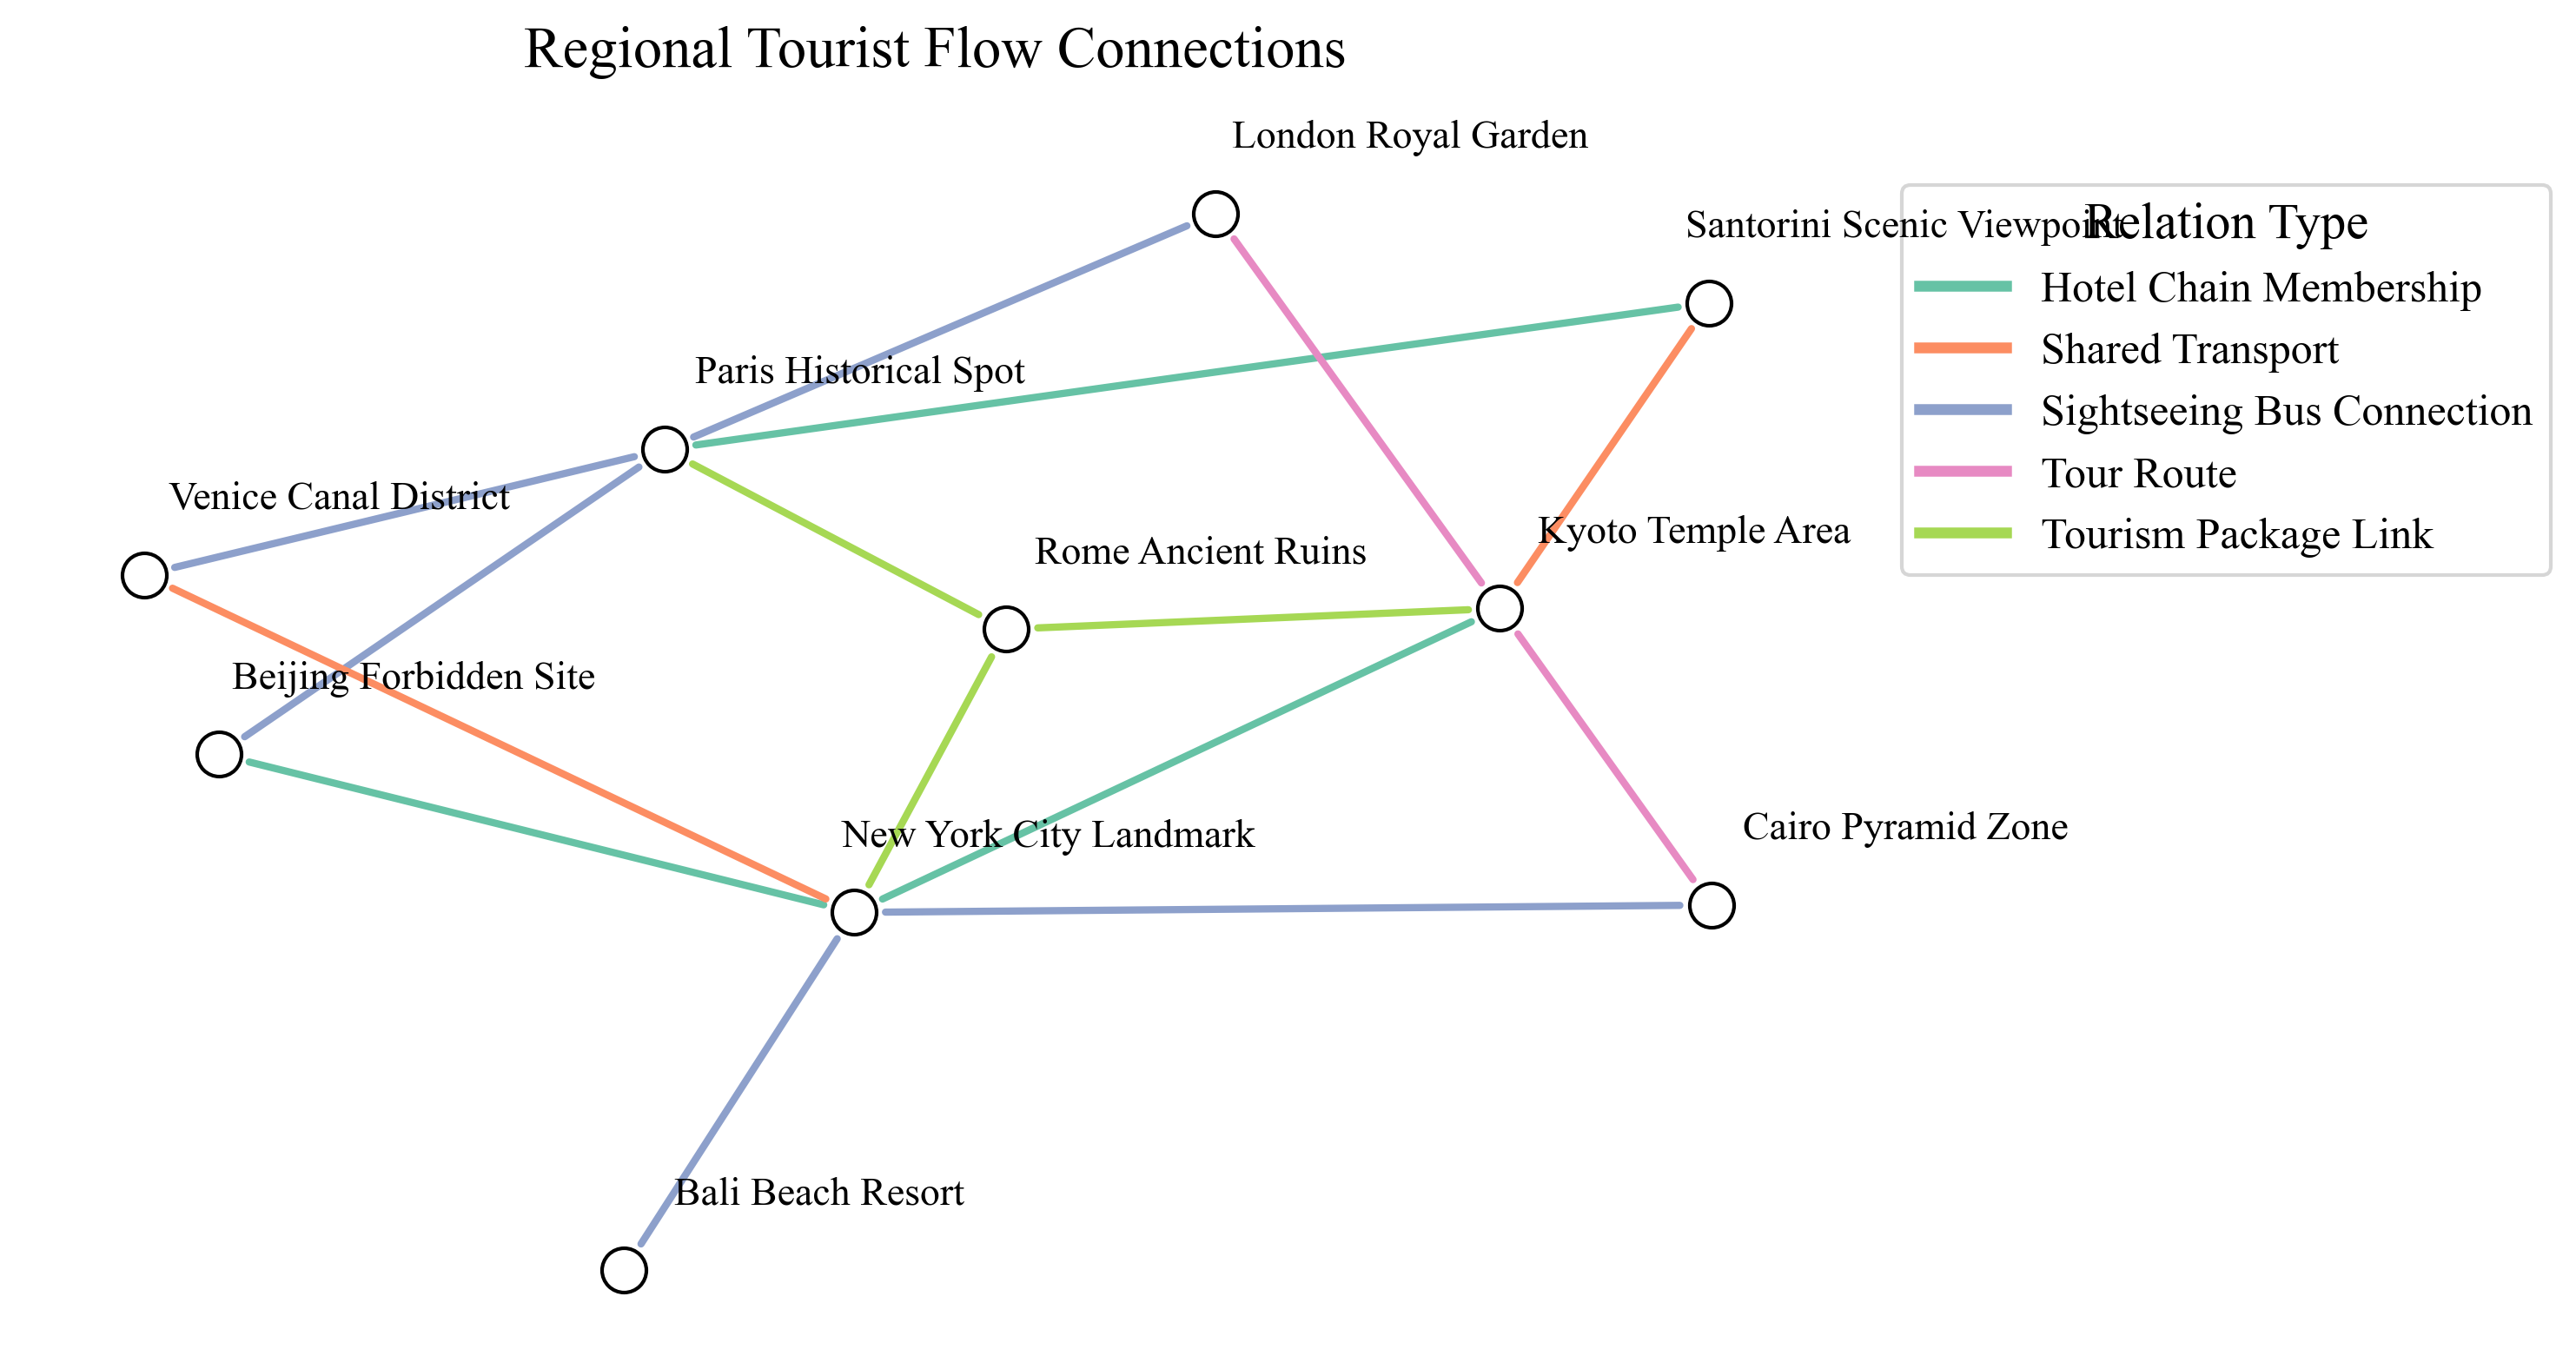 Regional Tourist Flow Connections
London Royal Garden
Santorini Scenic Viewpoint
Paris Historical Spot
Venice Canal District
Rome Ancient Ruins
Kyoto Temple Area
Beijing Forbidden Site
New York City Landmark
Cairo Pyramid Zone
Bali Beach Resort
Relation Type
Hotel Chain Membership
Shared Transport
Sightseeing Bus Connection
Tour Route
Tourism Package Link